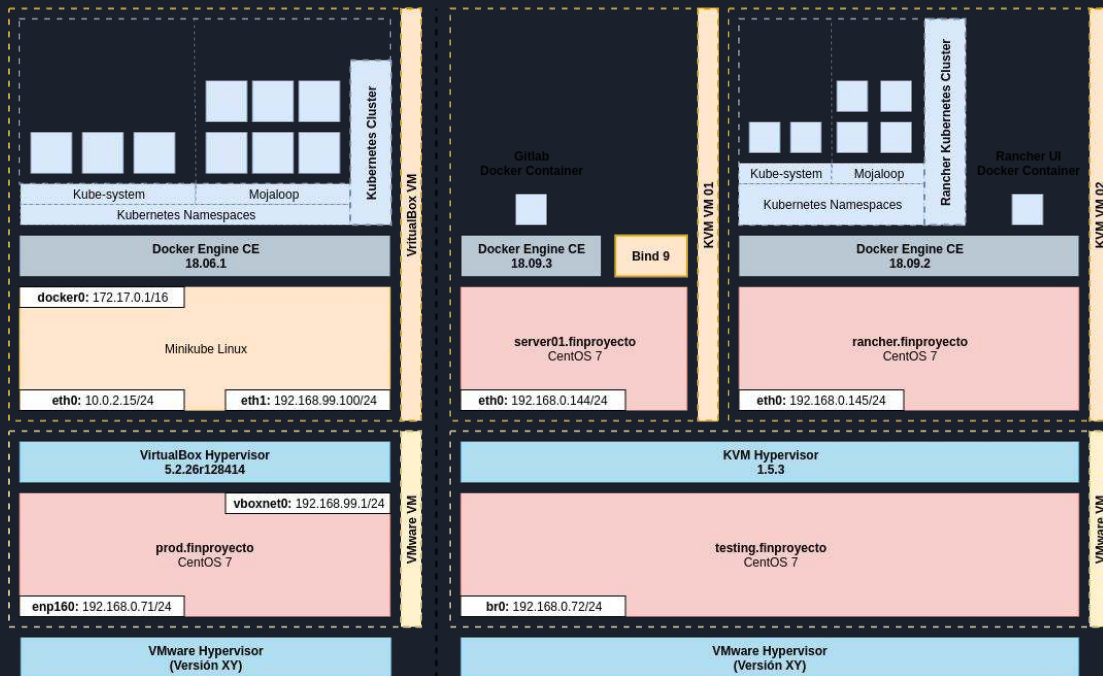 Kube-system
Mojaloop
Kubernetes Namespaces
Kubernetes Cluster
Docker Engine CE
18.06.1
docker0: 172.17.0.1/16
Minikube Linux
eth0: 10.0.2.15/24
eth1: 192.168.99.100/24
VritualBox VM
VirtualBox Hypervisor
5.2.26r128414
vboxnet0: 192.168.99.1/24
prod.finproyecto
CentOS 7
enp160: 192.168.0.71/24
VMware VM
VMware Hypervisor
(Versión XY)
Gitlab
Docker Container
Docker Engine CE
18.09.3
Bind 9
server01.finproyecto
CentOS 7
eth0: 192.168.0.144/24
KVM VM 01
Kube-system
Mojaloop
Kubernetes Namespaces
Rancher Kubernetes Cluster
Rancher UI
Docker Container
Docker Engine CE
18.09.2
rancher.finproyecto
CentOS 7
eth0: 192.168.0.145/24
KVM VM 02
KVM Hypervisor
1.5.3
testing.finproyecto
CentOS 7
br0: 192.168.0.72/24
VMware VM
VMware Hypervisor
(Versión XY)